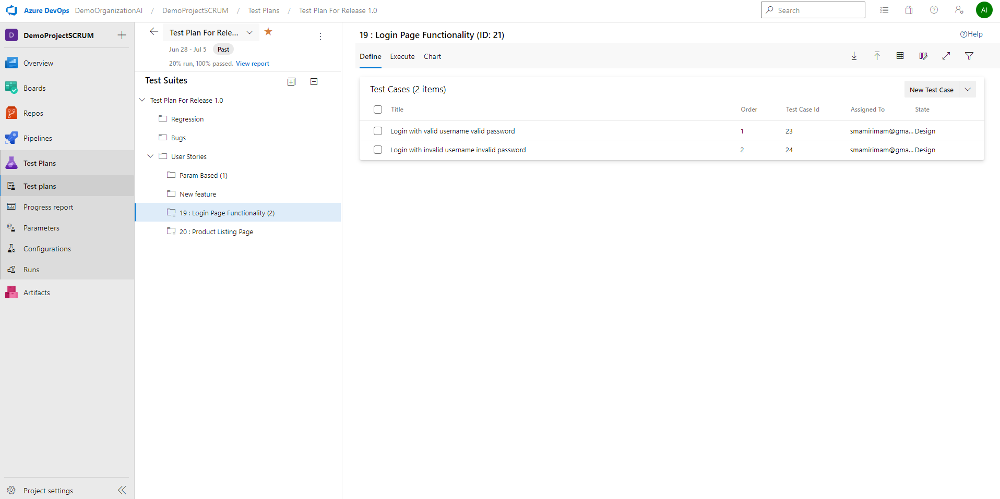 Azure DevOps DemoOrganizationAI / DemoProjectSCRUM / Test Plans / Test Plan For Release 1.0
Search
AI
D DemoProjectSCRUM
Overview
Boards
Repos
Pipelines
Test Plans
Test plans
Progress report
Parameters
Configurations
Runs
Artifacts
Project settings
Test Plan For Rele...
Jun 28 - Jul 5 Past
20% run, 100% passed. View report
Test Suites
Test Plan For Release 1.0
Regression
Bugs
User Stories
Param Based (1)
New feature
19 : Login Page Functionality (2)
20 : Product Listing Page
19 : Login Page Functionality (ID: 21)
Help
Define Execute Chart
Test Cases (2 items)
New Test Case
Title Order Test Case Id Assigned To State
Login with valid username valid password 1 23 smamirimam@gma... Design
Login with invalid username invalid password 2 24 smamirimam@gma... Design